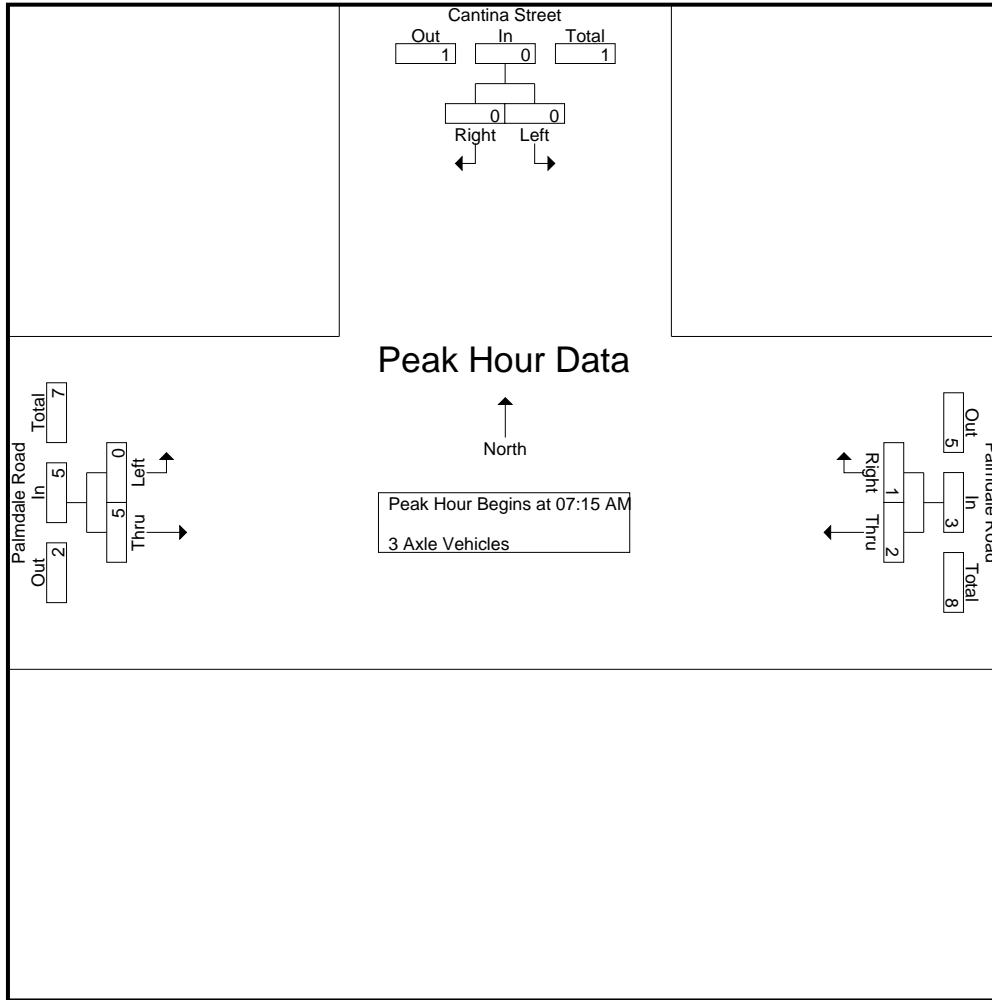 Cantina Street
Out In Total
1 0 1
0 0
Right Left
Peak Hour Data
North
Peak Hour Begins at 07:15 AM
3 Axle Vehicles
Palmdale Road
Total In Out
7 5 2
0 5
Left Thru
Palmdale Road
Out In Total
5 3 8
1 2
Right Thru